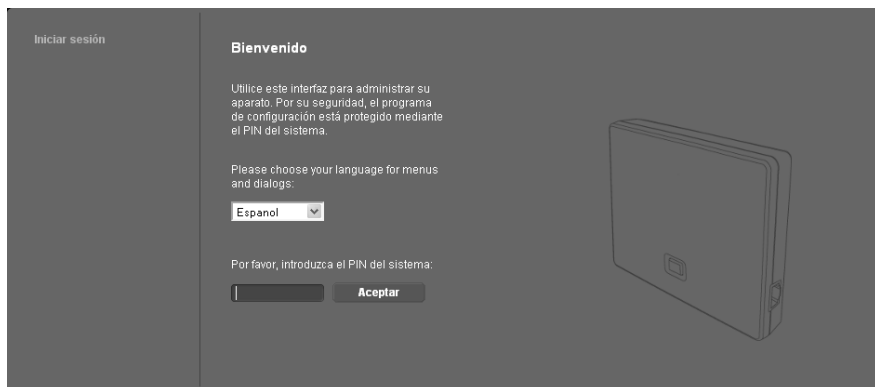 Iniciar sesión
Bienvenido
Utilice este interfaz para administrar su
aparato. Por su seguridad, el programa
de configuración está protegido mediante
el PIN del sistema.
Please choose your language for menus
and dialogs:
Espanol
Por favor, introduzca el PIN del sistema:
Aceptar